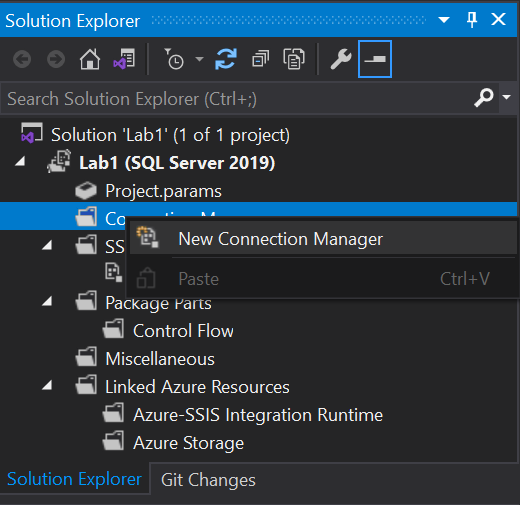 Solution Explorer
Search Solution Explorer (Ctrl+;)
Solution 'Lab1' (1 of 1 project)
Lab1 (SQL Server 2019)
Project.params
New Connection Manager
Paste Ctrl+V
Package Parts
Control Flow
Miscellaneous
Linked Azure Resources
Azure-SSIS Integration Runtime
Azure Storage
Solution Explorer Git Changes